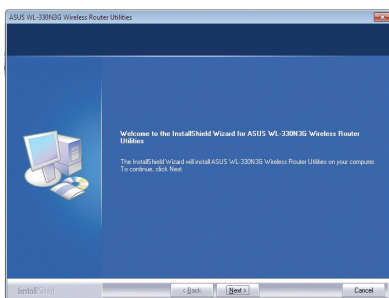 ASUS WL-330N3G Wireless Router Utilities
Welcome to the InstallShield Wizard for ASUS WL-330N3G Wireless Router
Utilities
The InstallShield Wizard will install ASUS WL-330N3G Wireless Router Utilities on your computer.
To continue, click Next.
InstallShield
< Back Next > Cancel